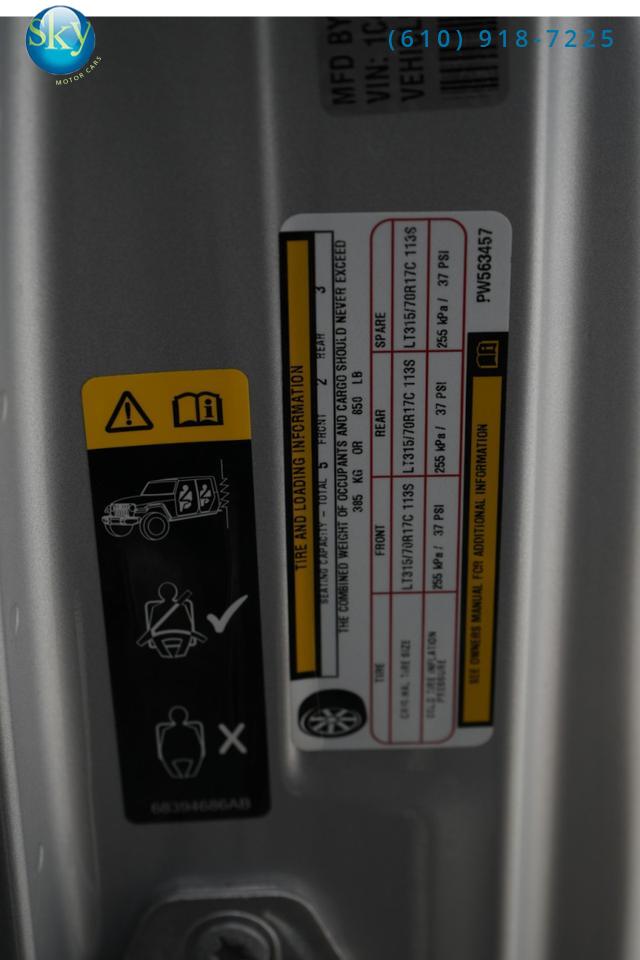 Sky
MOTOR CARS
(610) 918-7225
MFD BY
VIN: 1C
VEHI
TIRE AND LOADING INFORMATION
SEATING CAPACITY - TOTAL 5 FRONT 2 REAR 3
THE COMBINED WEIGHT OF OCCUPANTS AND CARGO SHOULD NEVER EXCEED
385 KG OR 850 LB
TIRE FRONT REAR SPARE
ORIGINAL TIRE SIZE LT315/70R17C 113S LT315/70R17C 113S LT315/70R17C 113S
COLD TIRE INFLATION PRESSURE 255 kPa / 37 PSI 255 kPa / 37 PSI 255 kPa / 37 PSI
SEE OWNERS MANUAL FOR ADDITIONAL INFORMATION
PW563457
68394686AB